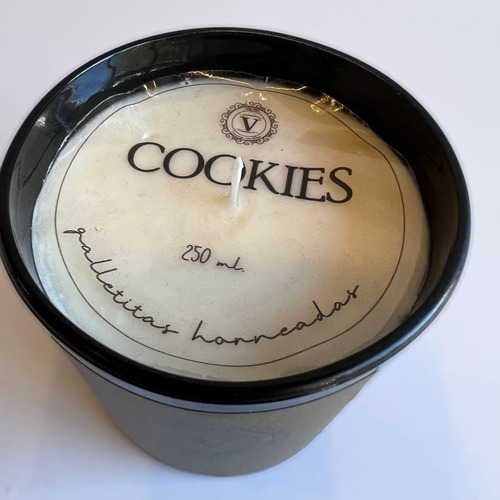 V
COOKIES
250 ml.
galletitas horneadas